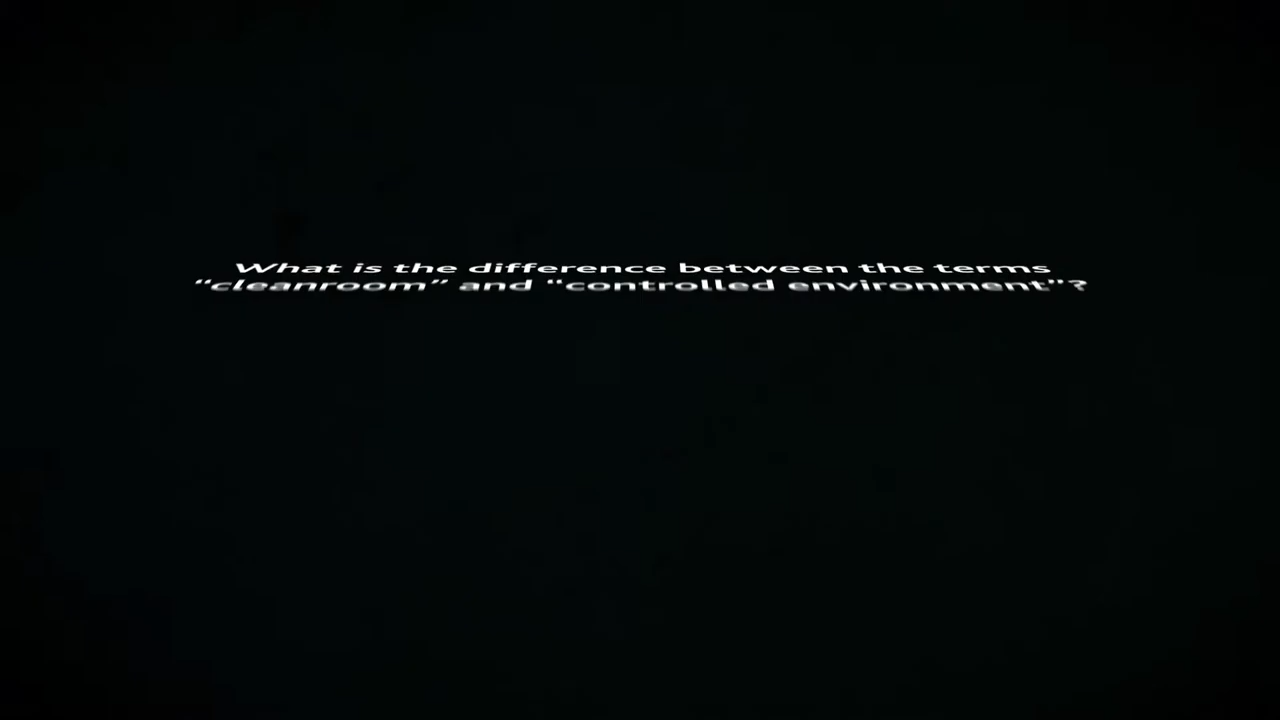 What is the difference between the terms
“cleanroom” and “controlled environment”?